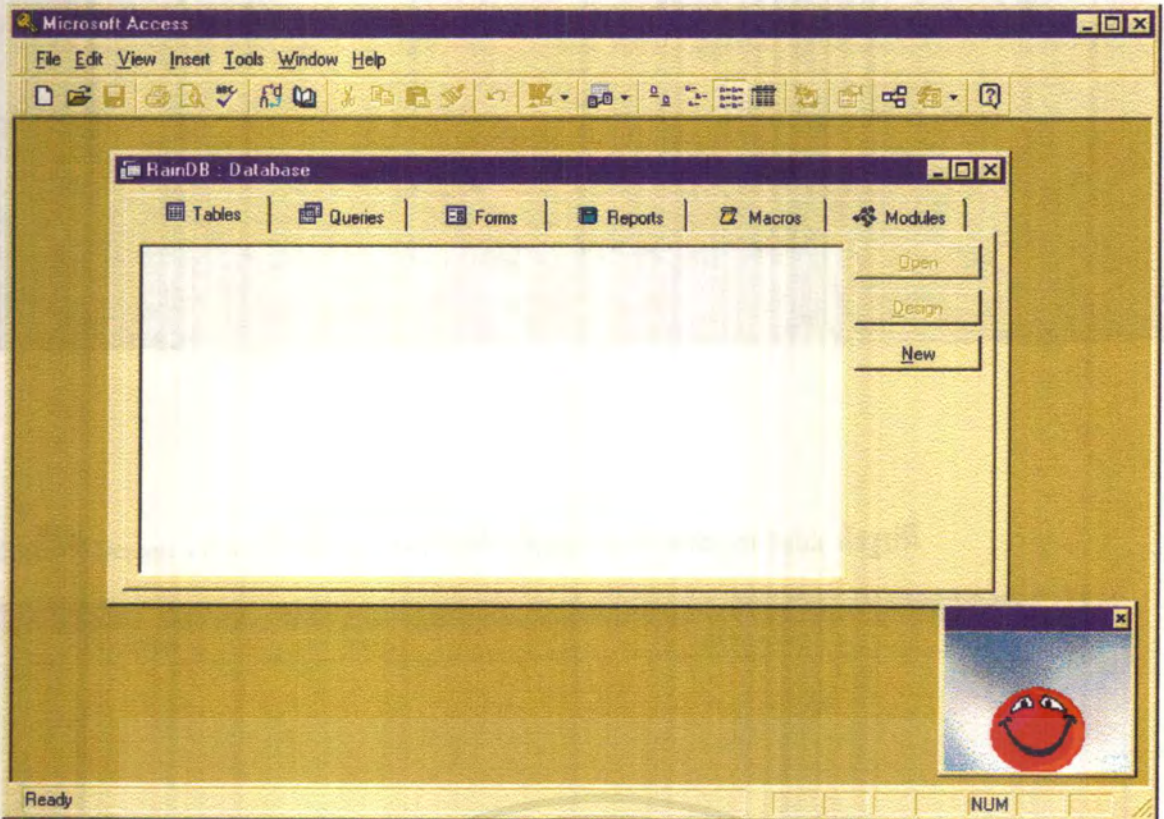 Microsoft Access
File Edit View Insert Tools Window Help
RainDB : Database
Tables Queries Forms Reports Macros Modules
Open
Design
New
Ready NUM